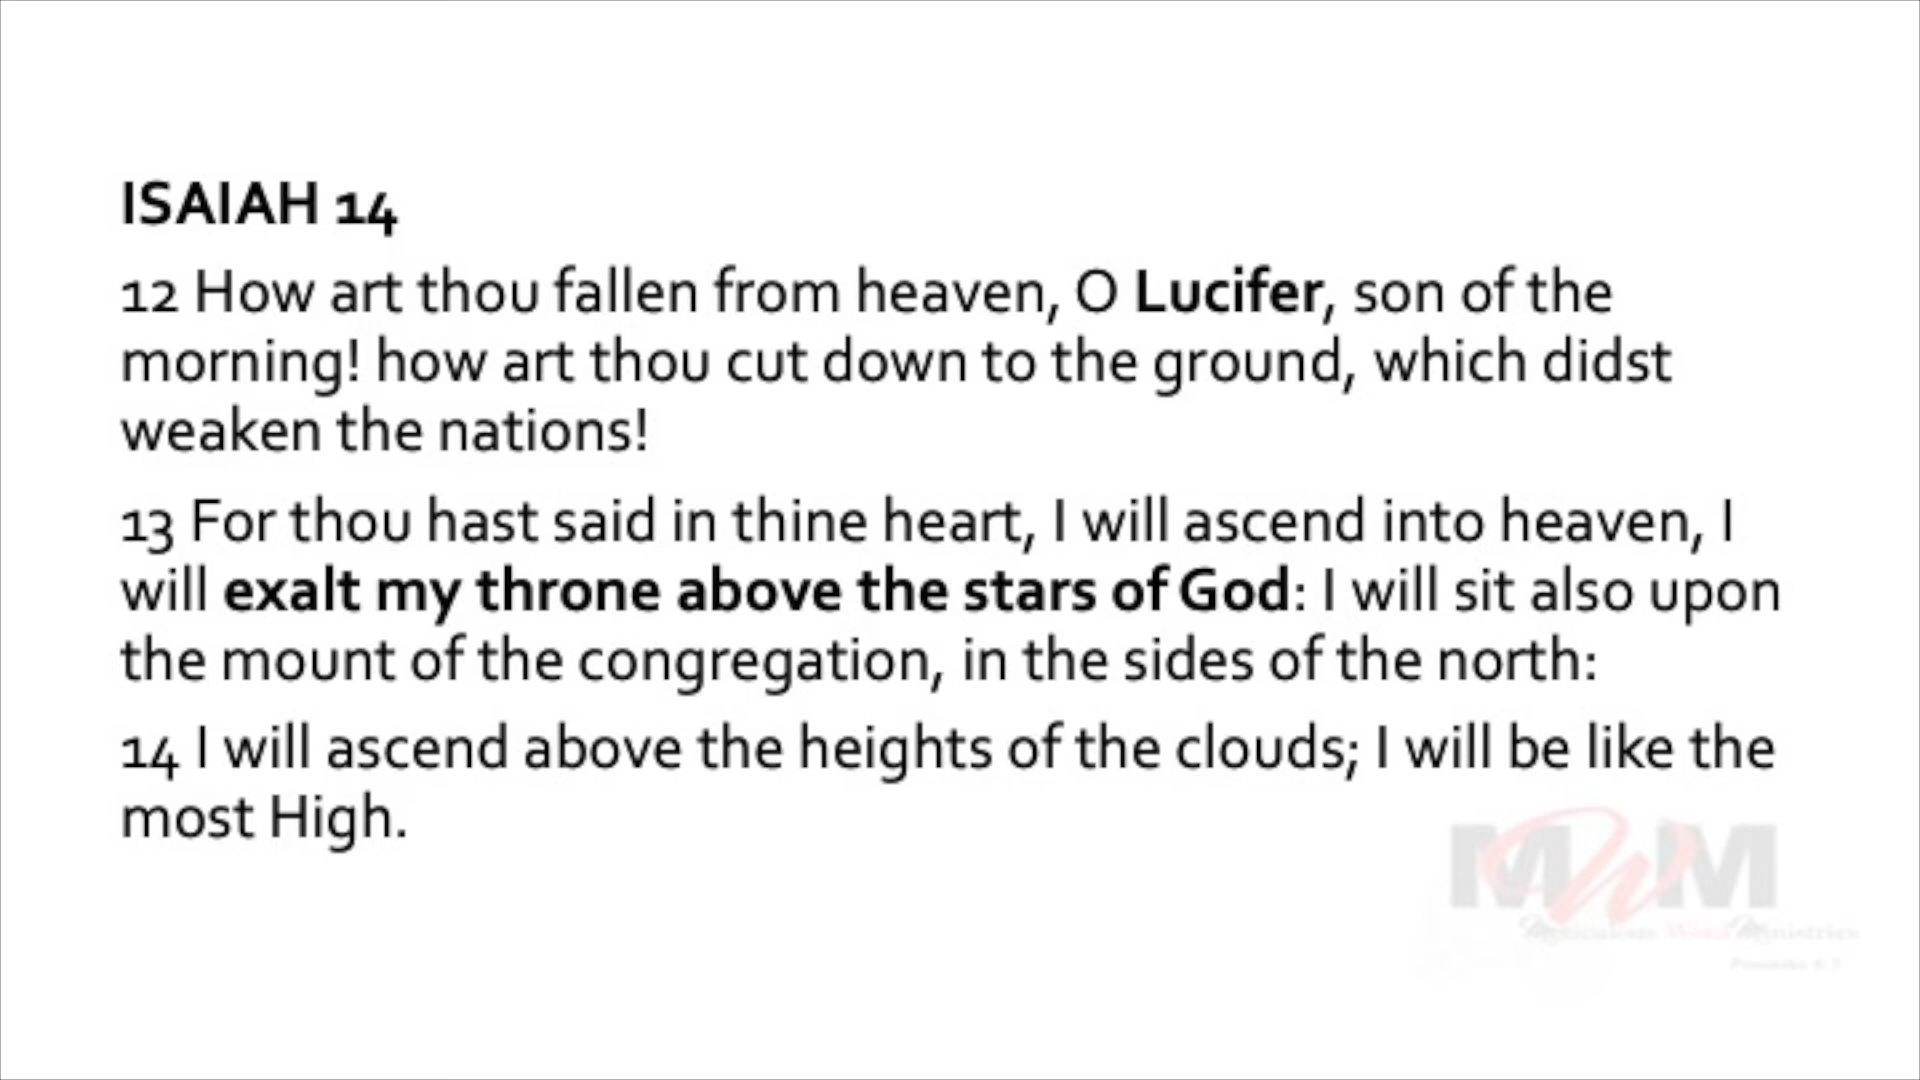 ISAIAH 14
12 How art thou fallen from heaven, O Lucifer, son of the
morning! how art thou cut down to the ground, which didst
weaken the nations!
13 For thou hast said in thine heart, I will ascend into heaven, I
will exalt my throne above the stars of God: I will sit also upon
the mount of the congregation, in the sides of the north:
14 I will ascend above the heights of the clouds; I will be like the
most High.
MWM
Word Ministries